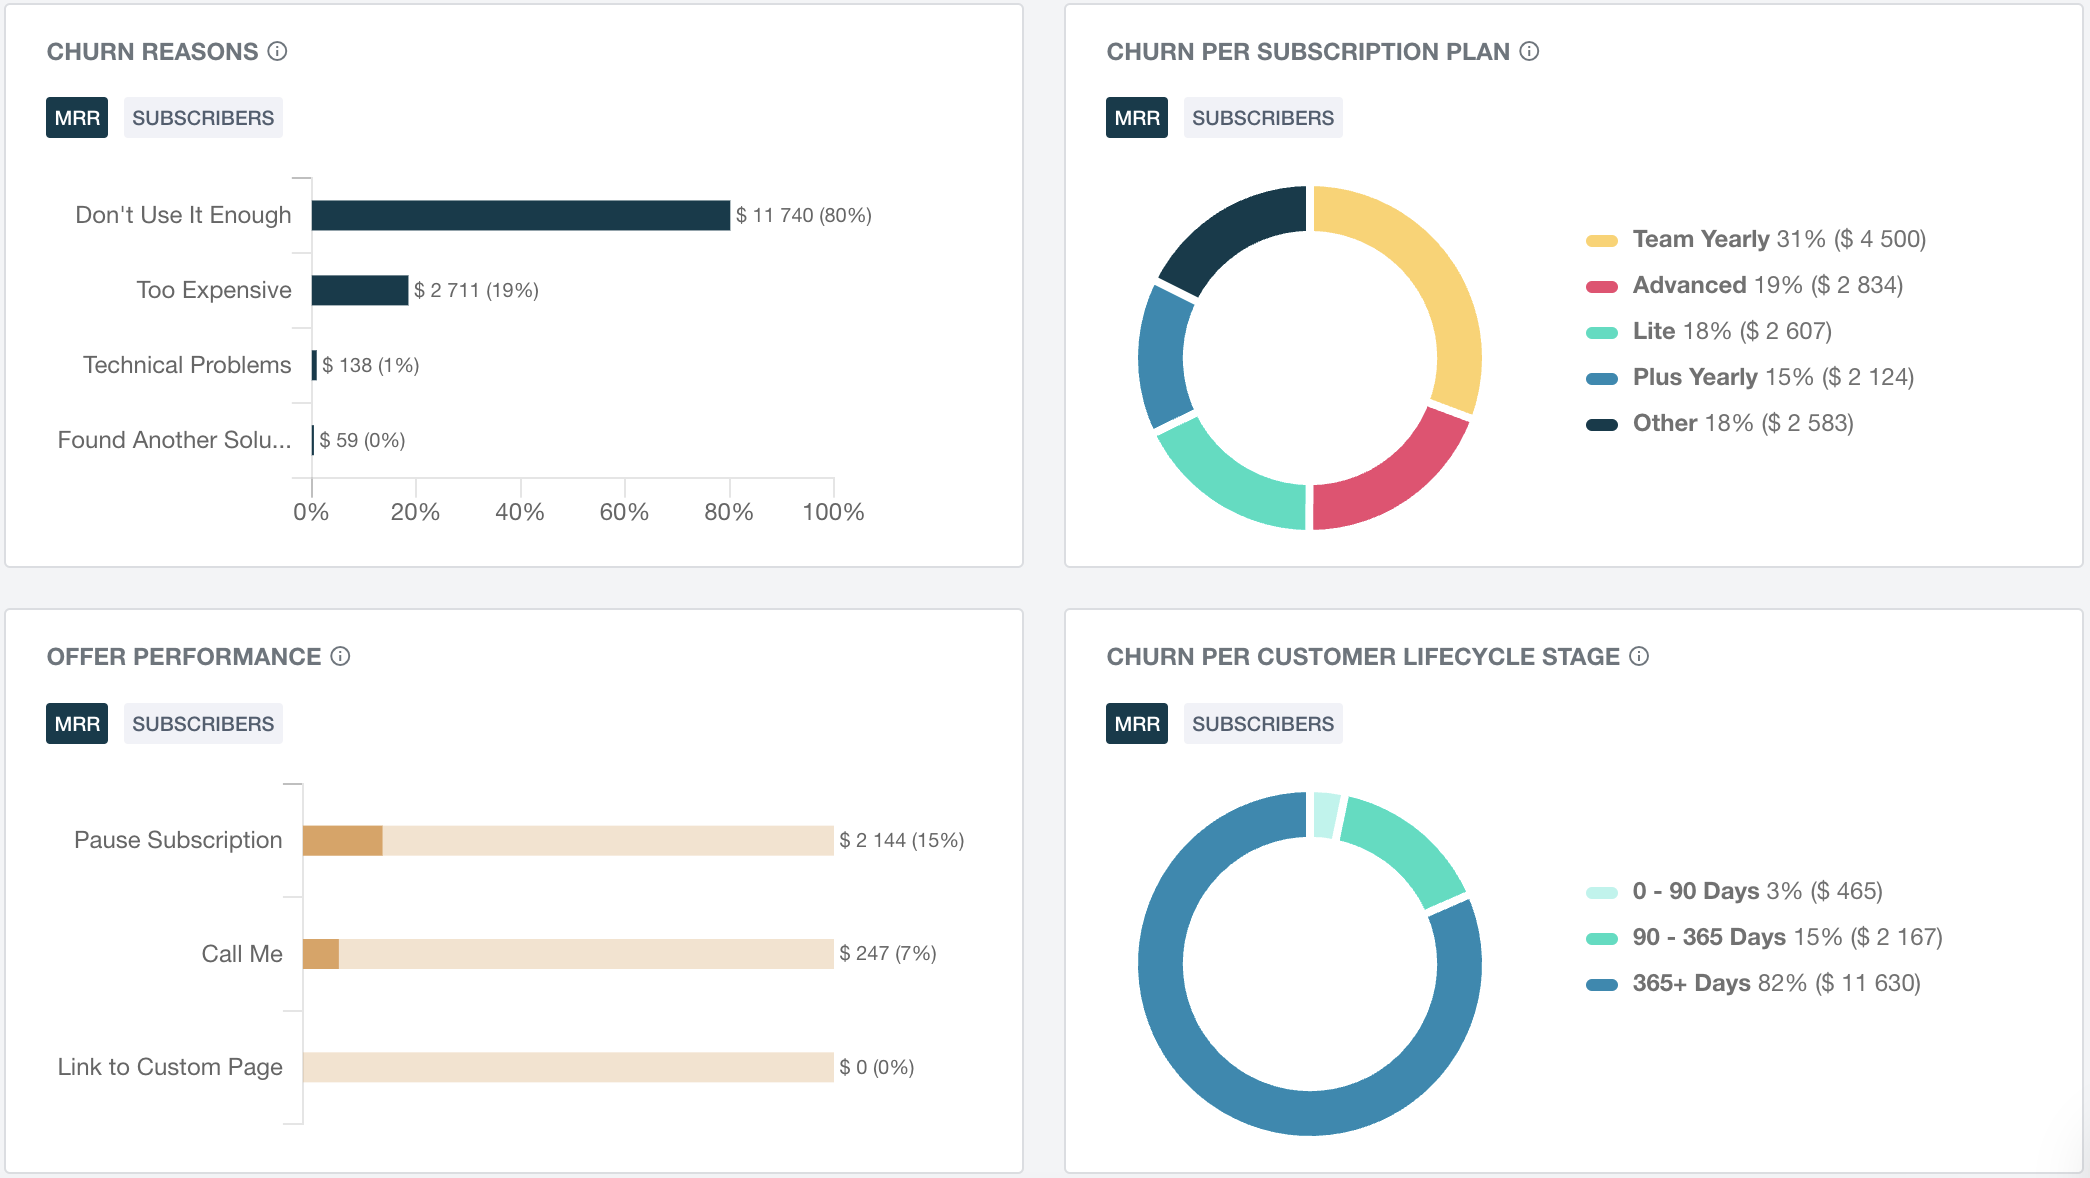 CHURN REASONS
MRR SUBSCRIBERS
Don't Use It Enough $ 11 740 (80%)
Too Expensive $ 2 711 (19%)
Technical Problems $ 138 (1%)
Found Another Solu... $ 59 (0%)
0% 20% 40% 60% 80% 100%
CHURN PER SUBSCRIPTION PLAN
MRR SUBSCRIBERS
Team Yearly 31% ($ 4 500)
Advanced 19% ($ 2 834)
Lite 18% ($ 2 607)
Plus Yearly 15% ($ 2 124)
Other 18% ($ 2 583)
OFFER PERFORMANCE
MRR SUBSCRIBERS
Pause Subscription $ 2 144 (15%)
Call Me $ 247 (7%)
Link to Custom Page $ 0 (0%)
CHURN PER CUSTOMER LIFECYCLE STAGE
MRR SUBSCRIBERS
0 - 90 Days 3% ($ 465)
90 - 365 Days 15% ($ 2 167)
365+ Days 82% ($ 11 630)